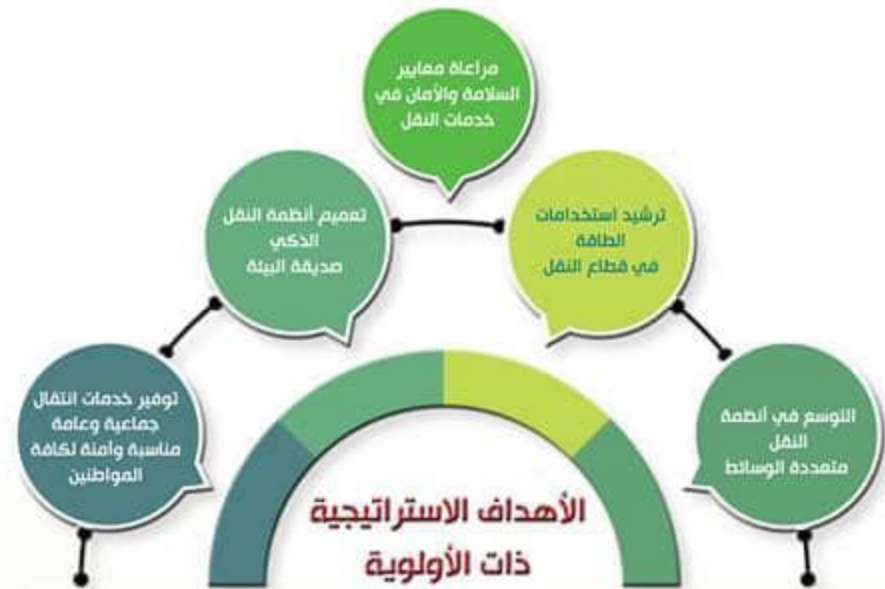 مراعاة معايير
السلامة والأمان في
خدمات النقل
ترشيد استخدامات
الطاقة
في قطاع النقل
تعميم أنظمة النقل
الذكي
صديقة البيئة
التوسع في أنظمة
النقل
متعددة الوسائط
توفير خدمات انتقال
جماعية وعامة
مناسبة وآمنة لكافة
المواطنين
الأهداف الاستراتيجية
ذات الأولوية